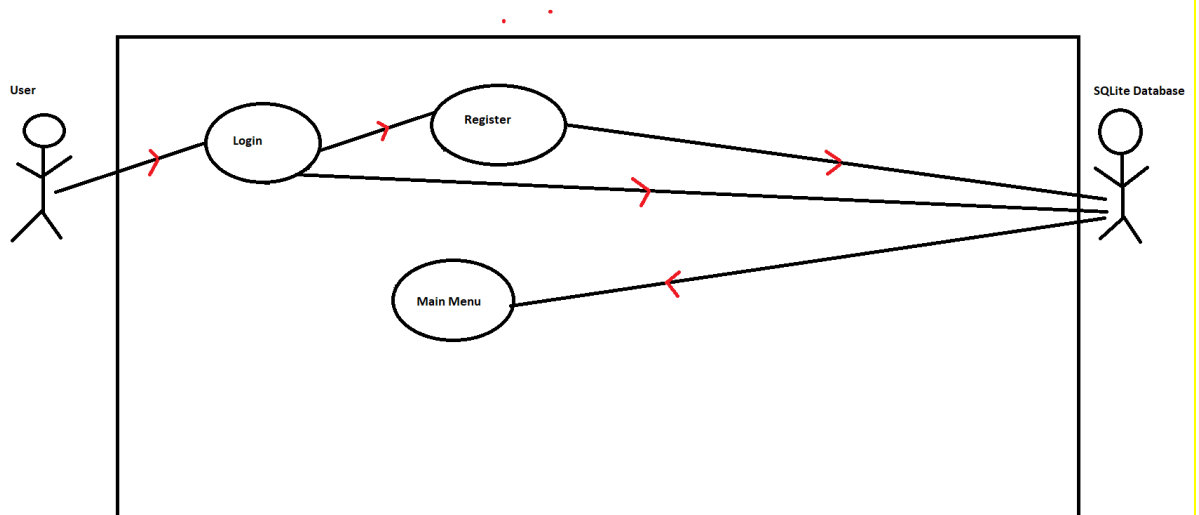 User
SQLite Database
Login
Register
Main Menu